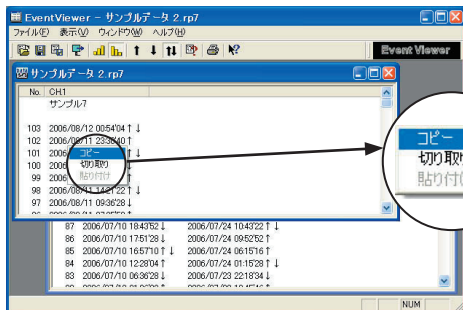 EventViewer - サンプルデータ 2.rp7
ファイル(F) 表示(V) ウィンドウ(W) ヘルプ(H)
Event Viewer
サンプルデータ 2.rp7
No. CH.1
サンプル7
103 2006/08/12 00:54'04 ↑ ↓
102 2006/08/11 23:36'40 ↑
101 2006
100 2006
99 2006
98 2006/08/11 14:21'22 ↑ ↓
97 2006/08/11 09:36'28 ↓
コピー
切り取り
貼り付け
コピー
切り取り
貼り付け
87 2006/07/10 18:43'52 ↓ 2006/07/24 10:43'22 ↑ ↓
86 2006/07/10 17:51'28 ↓ 2006/07/24 09:52'52 ↑
85 2006/07/10 16:57'10 ↑ ↓ 2006/07/24 06:15'16 ↑
84 2006/07/10 12:28'04 ↑ 2006/07/24 01:15'28 ↑ ↓
83 2006/07/10 06:36'28 ↓ 2006/07/23 22:18'34 ↓
NUM